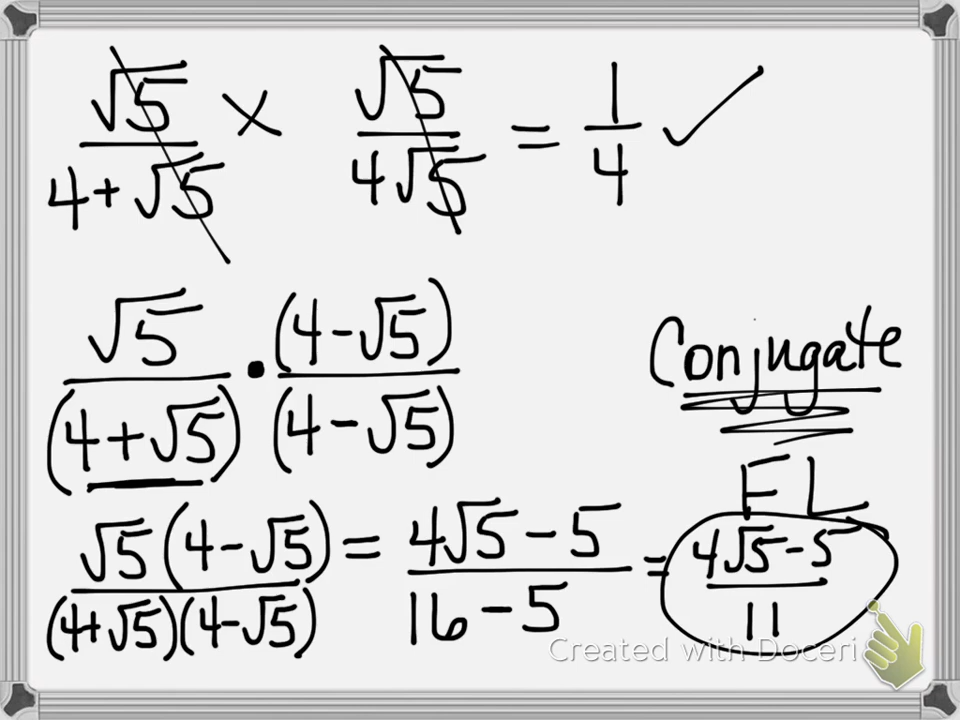 √5/(4+√5) × √5/(4√5) = 1/4 ✓
√5/(4+√5) • (4-√5)/(4-√5)
Conjugate
F L
√5(4-√5)/(4+√5)(4-√5) = (4√5-5)/(16-5) = (4√5-5)/11
Created with Doceri